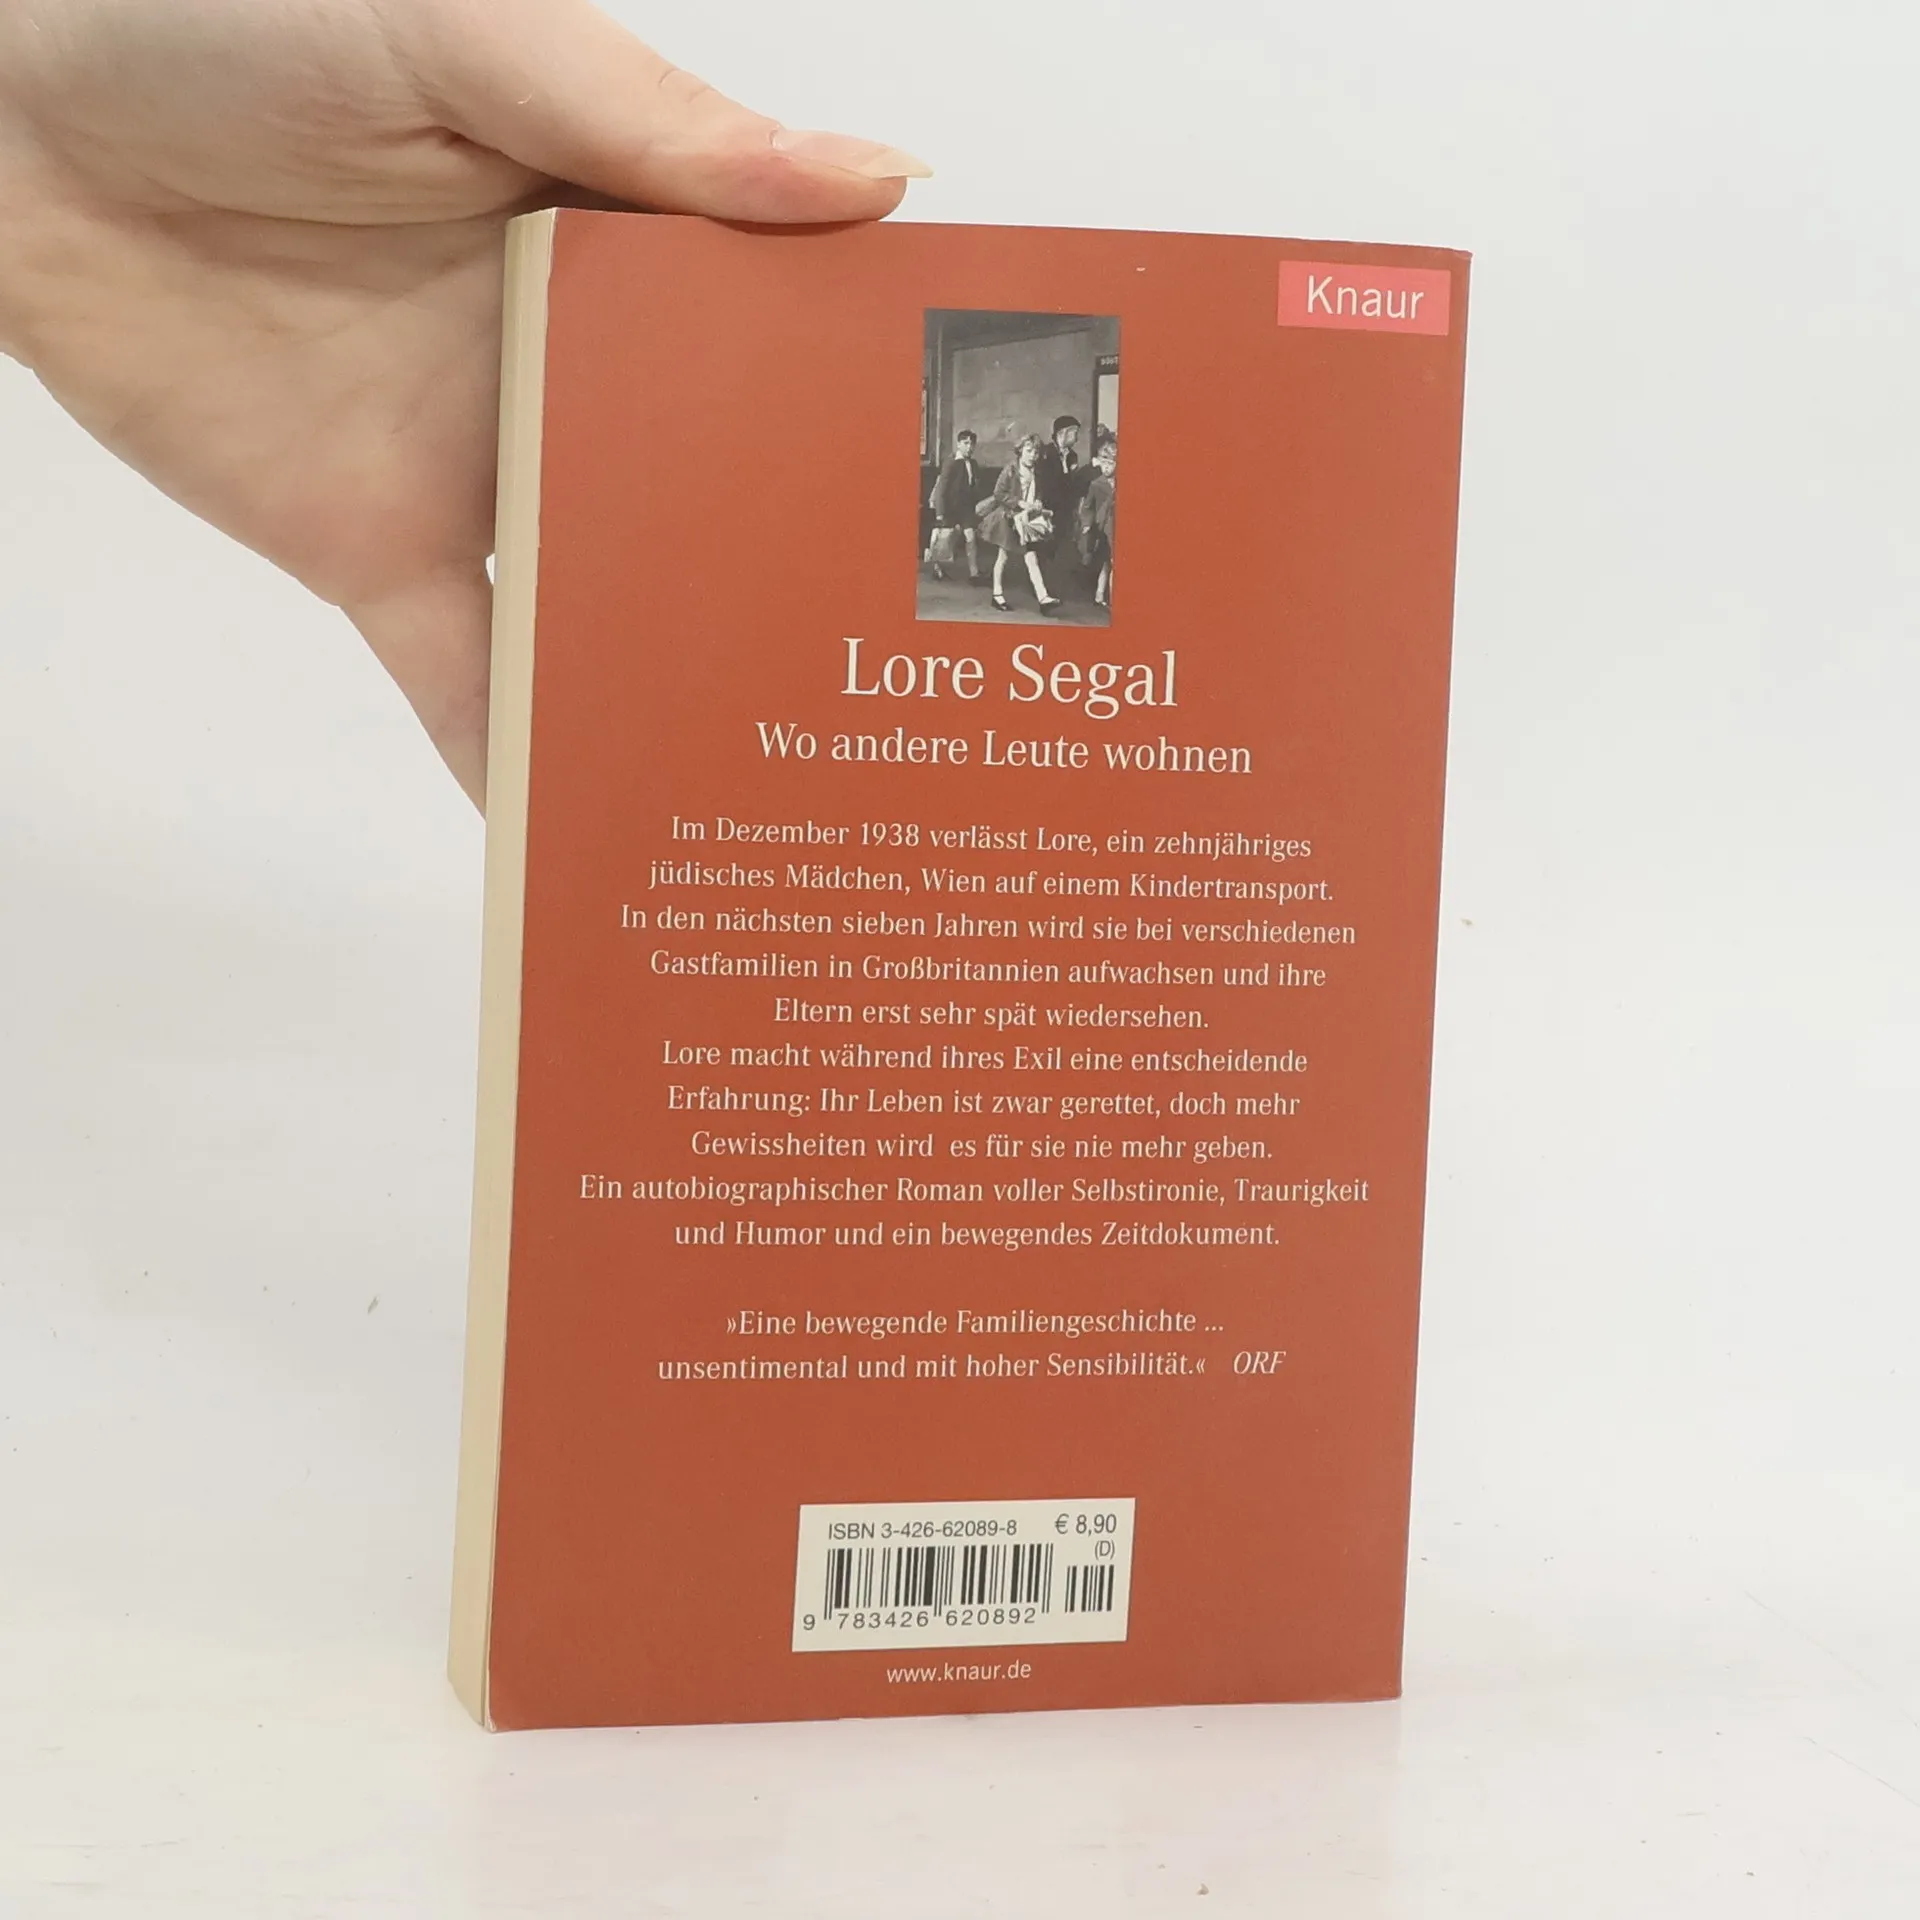 Knaur
Lore Segal
Wo andere Leute wohnen
Im Dezember 1938 verlässt Lore, ein zehnjähriges
jüdisches Mädchen, Wien auf einem Kindertransport.
In den nächsten sieben Jahren wird sie bei verschiedenen
Gastfamilien in Großbritannien aufwachsen und ihre
Eltern erst sehr spät wiedersehen.
Lore macht während ihres Exil eine entscheidende
Erfahrung: Ihr Leben ist zwar gerettet, doch mehr
Gewissheiten wird es für sie nie mehr geben.
Ein autobiographischer Roman voller Selbstironie, Traurigkeit
und Humor und ein bewegendes Zeitdokument.
»Eine bewegende Familiengeschichte ...
unsentimental und mit hoher Sensibilität.« ORF
ISBN 3-426-62089-8 € 8,90
(D)
9 783426 620892
www.knaur.de